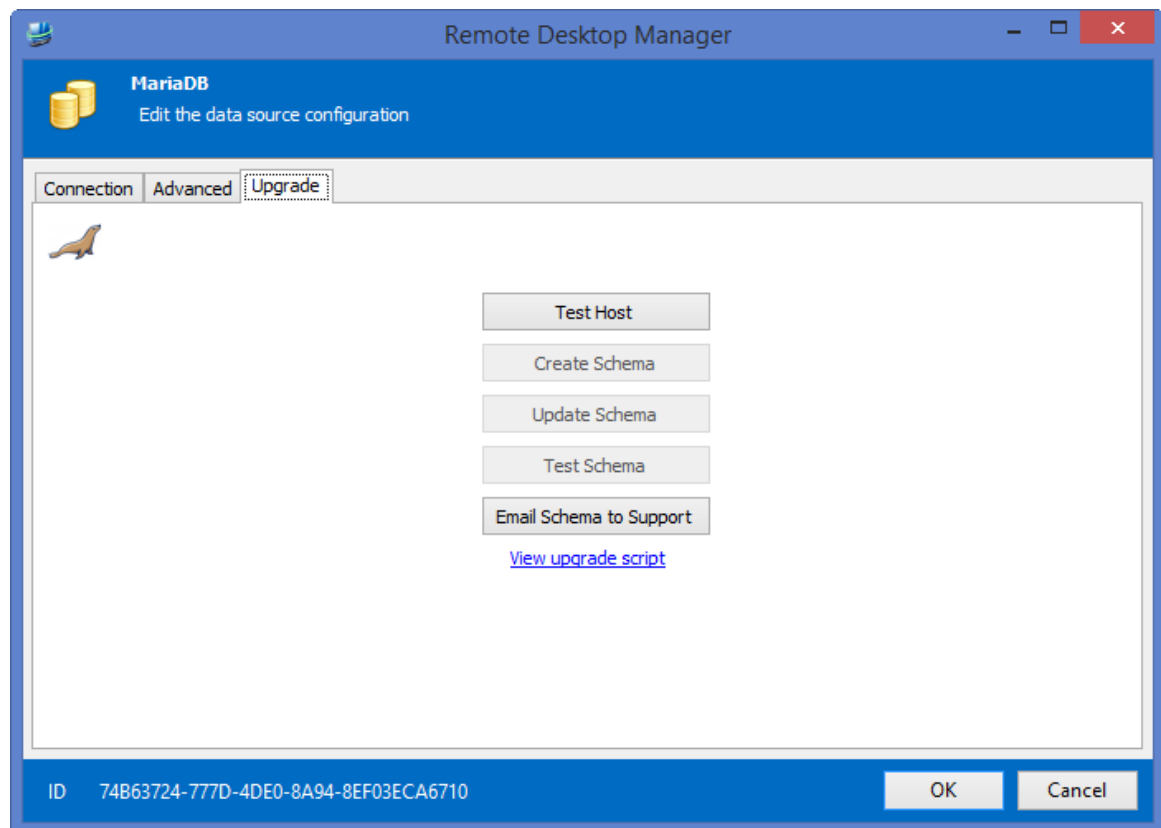 Remote Desktop Manager
MariaDB
Edit the data source configuration
Connection Advanced Upgrade
Test Host
Create Schema
Update Schema
Test Schema
Email Schema to Support
View upgrade script
ID 74B63724-777D-4DE0-8A94-8EF03ECA6710 OK Cancel